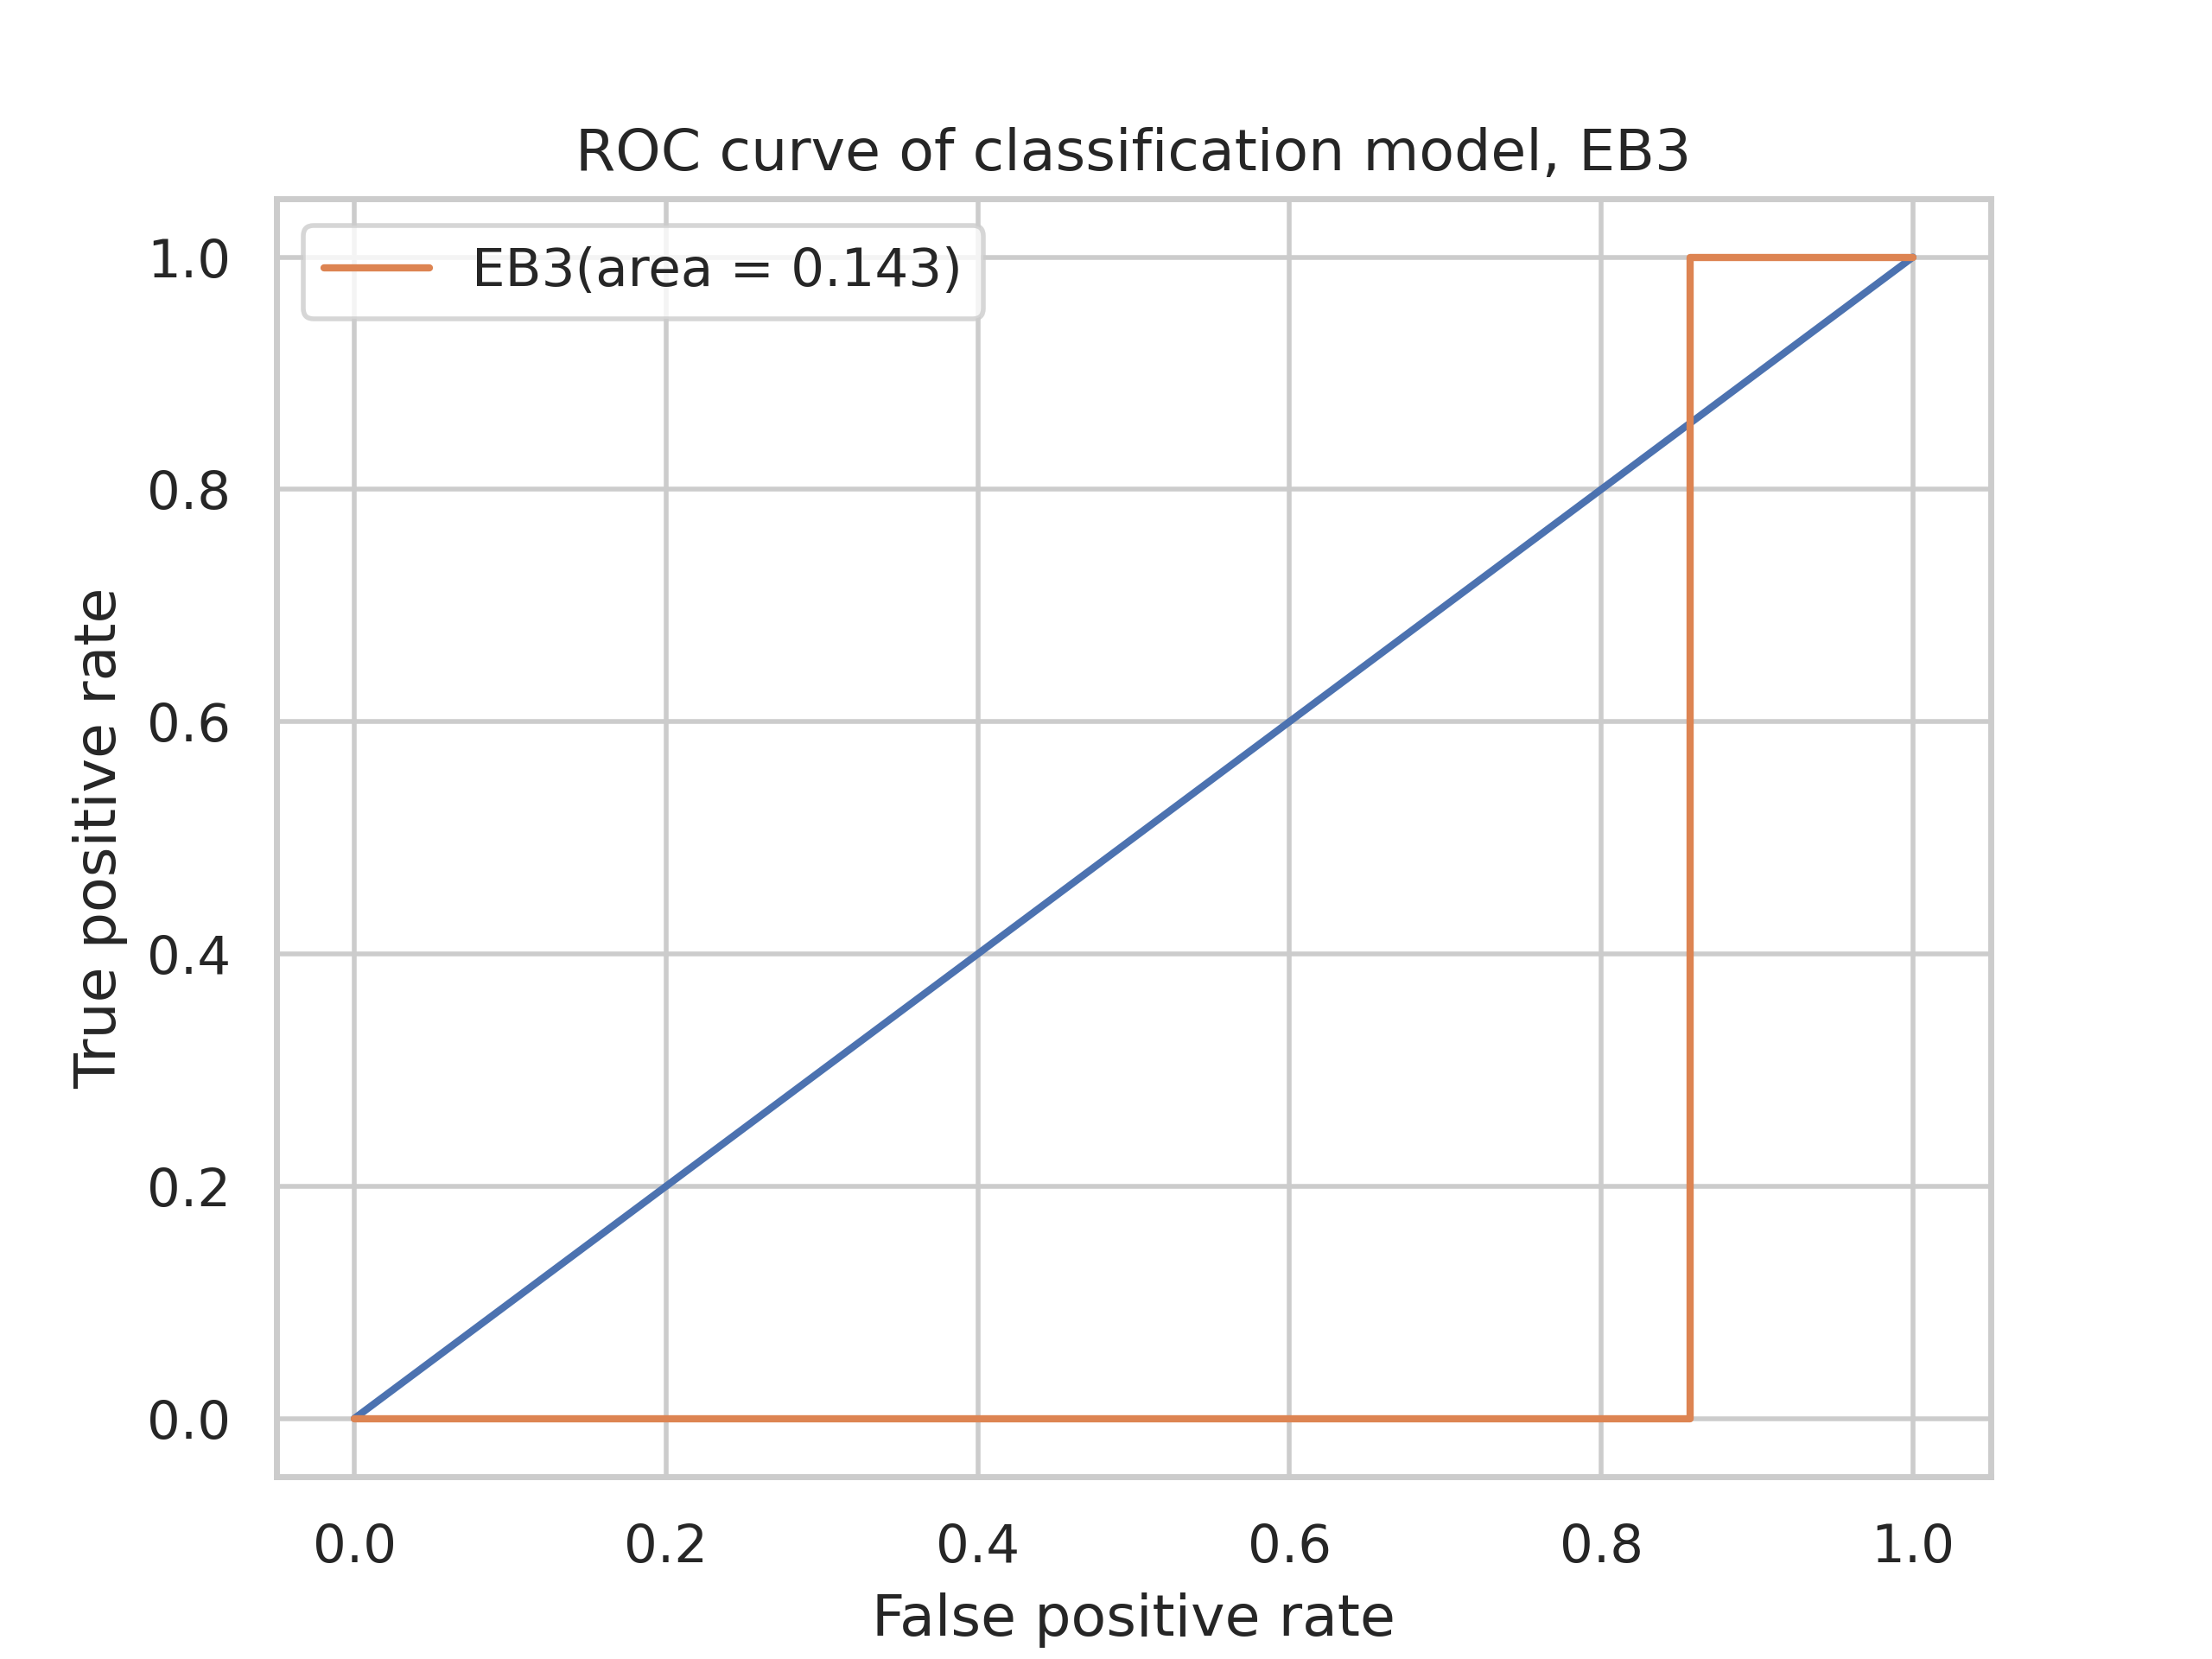 ROC curve of classification model, EB3
EB3(area = 0.143)
1.0
0.8
0.6
0.4
0.2
0.0
True positive rate
0.0 0.2 0.4 0.6 0.8 1.0
False positive rate